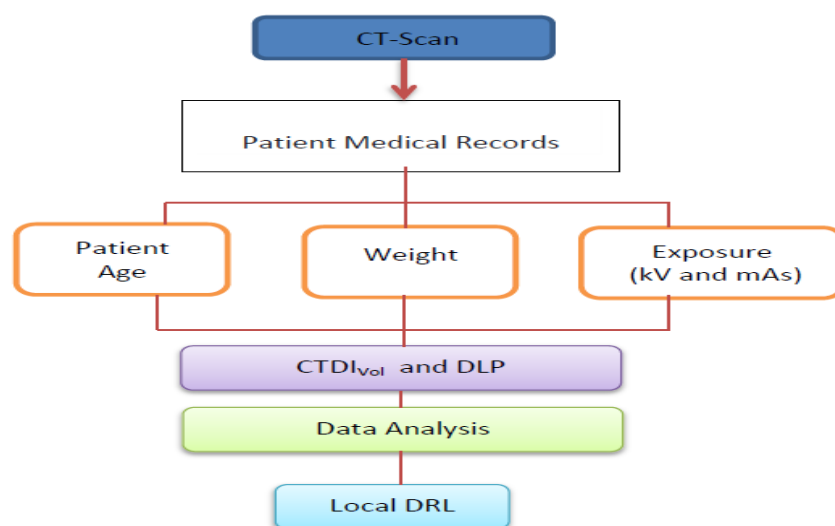 CT-Scan
Patient Medical Records
Patient
Age
Weight
Exposure
(kV and mAs)
CTDIVol and DLP
Data Analysis
Local DRL